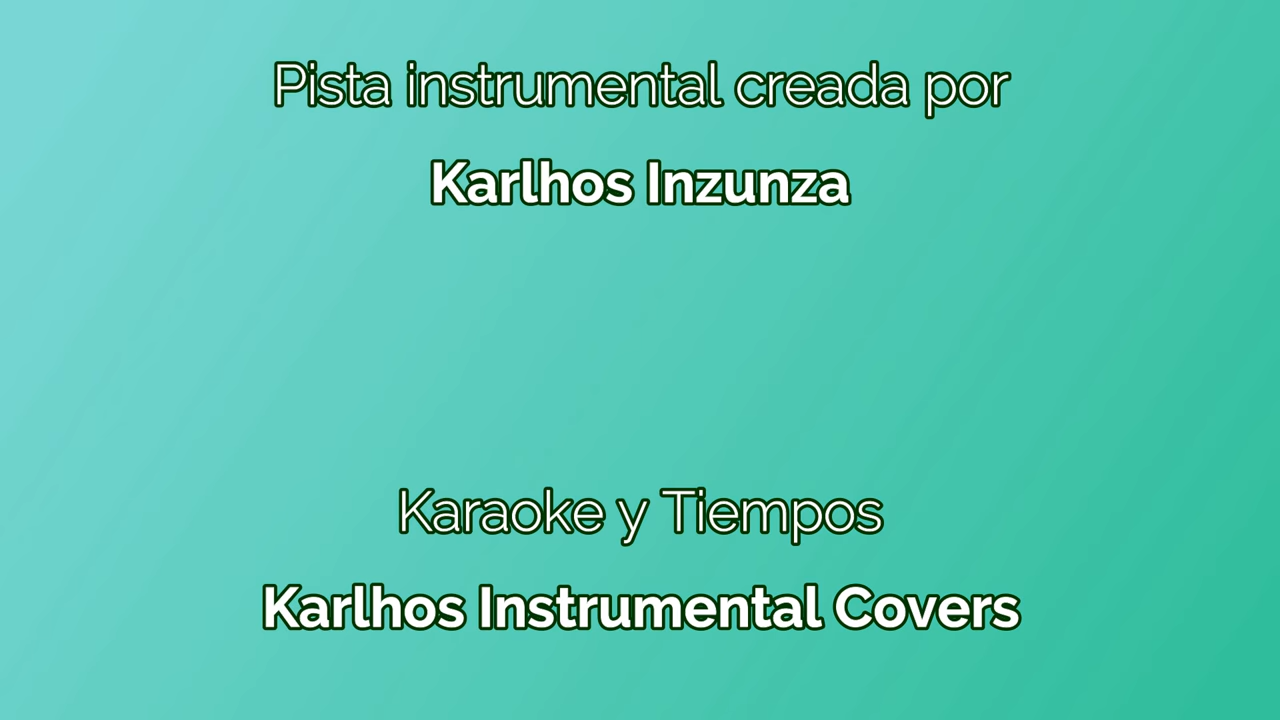 Pista instrumental creada por
Karlhos Inzunza
Karaoke y Tiempos
Karlhos Instrumental Covers